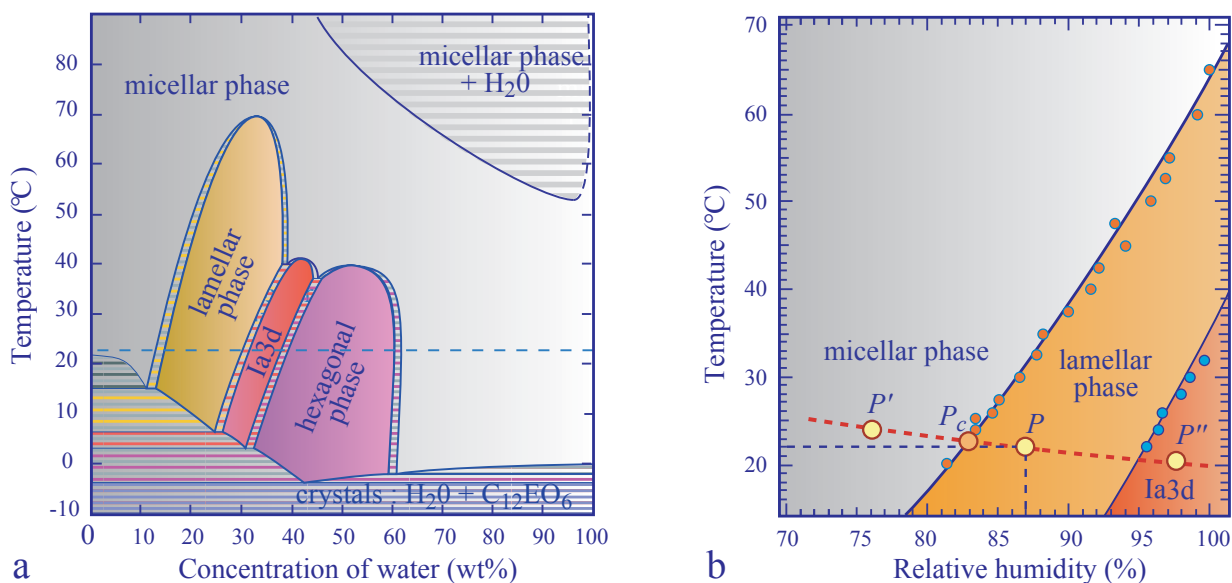 80
70
60
50
40
30
20
10
0
-10
Temperature (°C)
micellar phase
micellar phase
+ H20
lamellar
phase
Ia3d
hexagonal
phase
crystals : H20 + C12EO6
0
10
20
30
40
50
60
70
80
90
100
Concentration of water (wt%)
a
70
60
50
40
30
20
Temperature (°C)
micellar phase
lamellar
phase
P'
Pc
P
P"
Ia3d
70
75
80
85
90
95
100
Relative humidity (%)
b